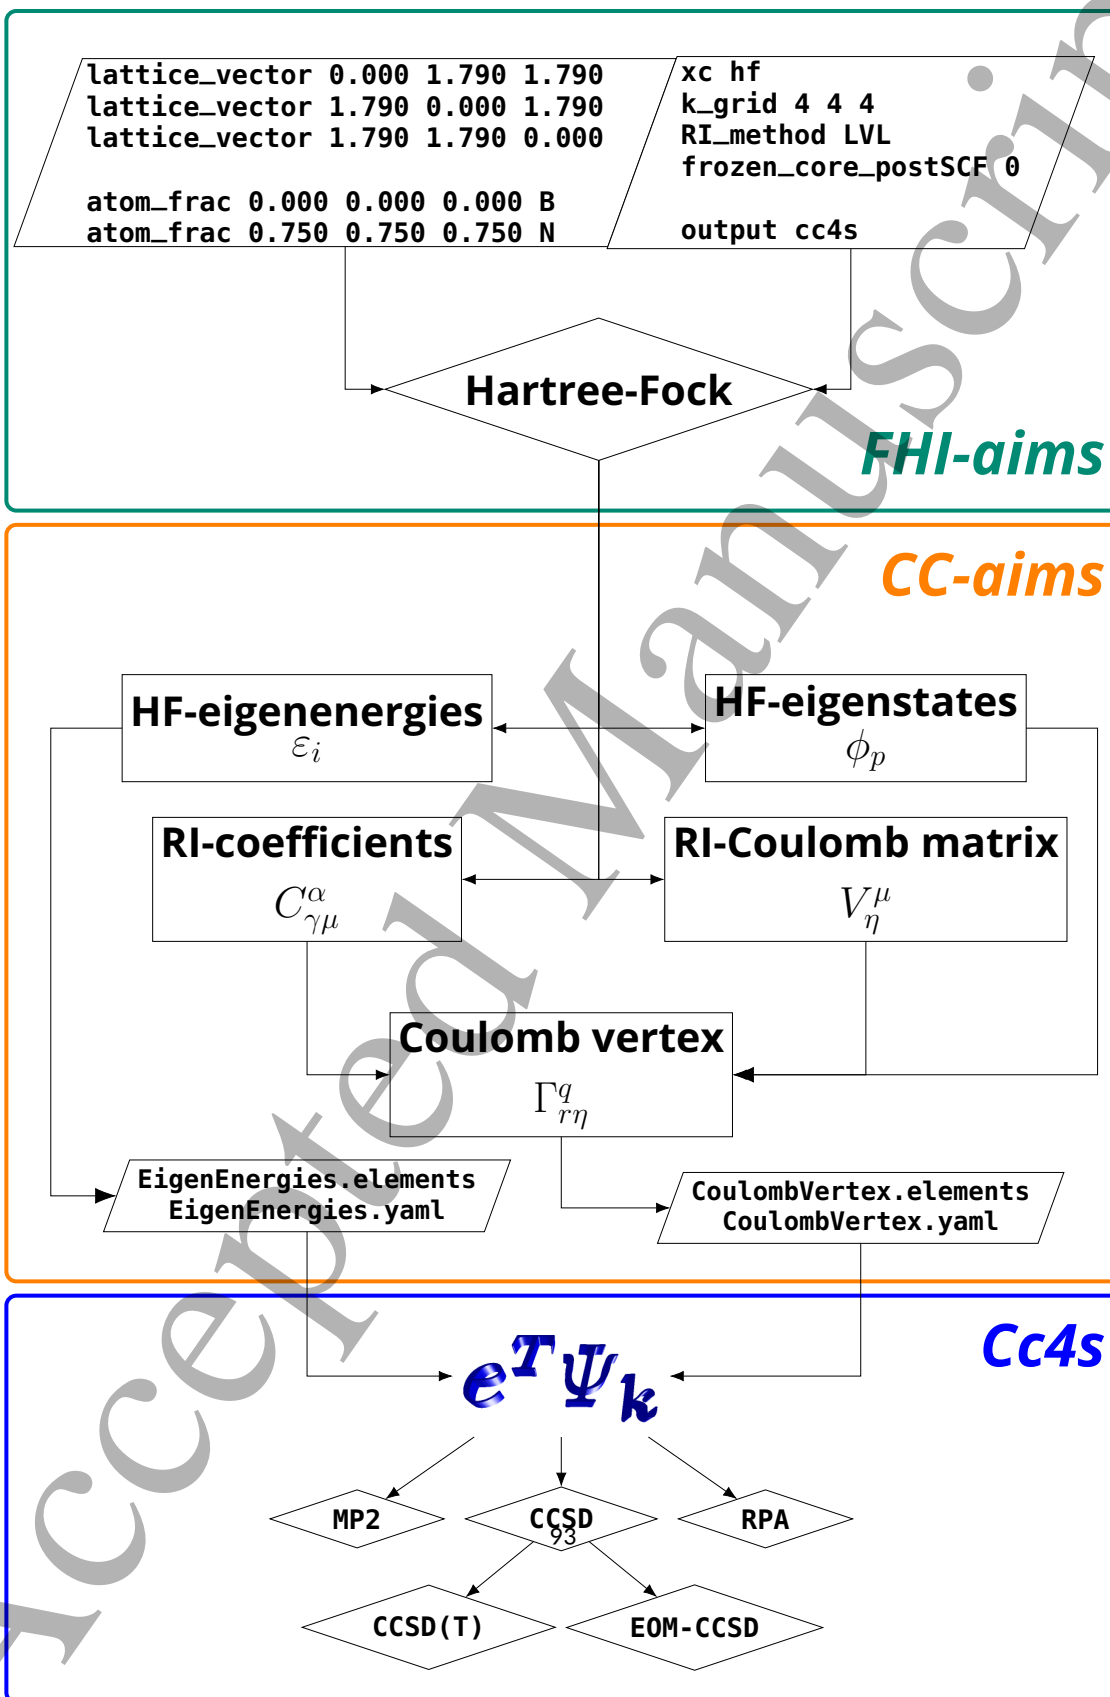 lattice_vector 0.000 1.790 1.790
lattice_vector 1.790 0.000 1.790
lattice_vector 1.790 1.790 0.000
atom_frac 0.000 0.000 0.000 B
atom_frac 0.750 0.750 0.750 N
xc hf
k_grid 4 4 4
RI_method LVL
frozen_core_postSCF 0
output cc4s
Hartree-Fock
FHI-aims
CC-aims
HF-eigenenergies
εᵢ
HF-eigenstates
ϕₚ
RI-coefficients
C^α_γμ
RI-Coulomb matrix
V^μ_η
Coulomb vertex
Γ^q_rη
EigenEnergies.elements
EigenEnergies.yaml
CoulombVertex.elements
CoulombVertex.yaml
Cc4s
e^T Ψ_k
MP2
CCSD
RPA
93
CCSD(T)
EOM-CCSD
Accepted Manuscrip